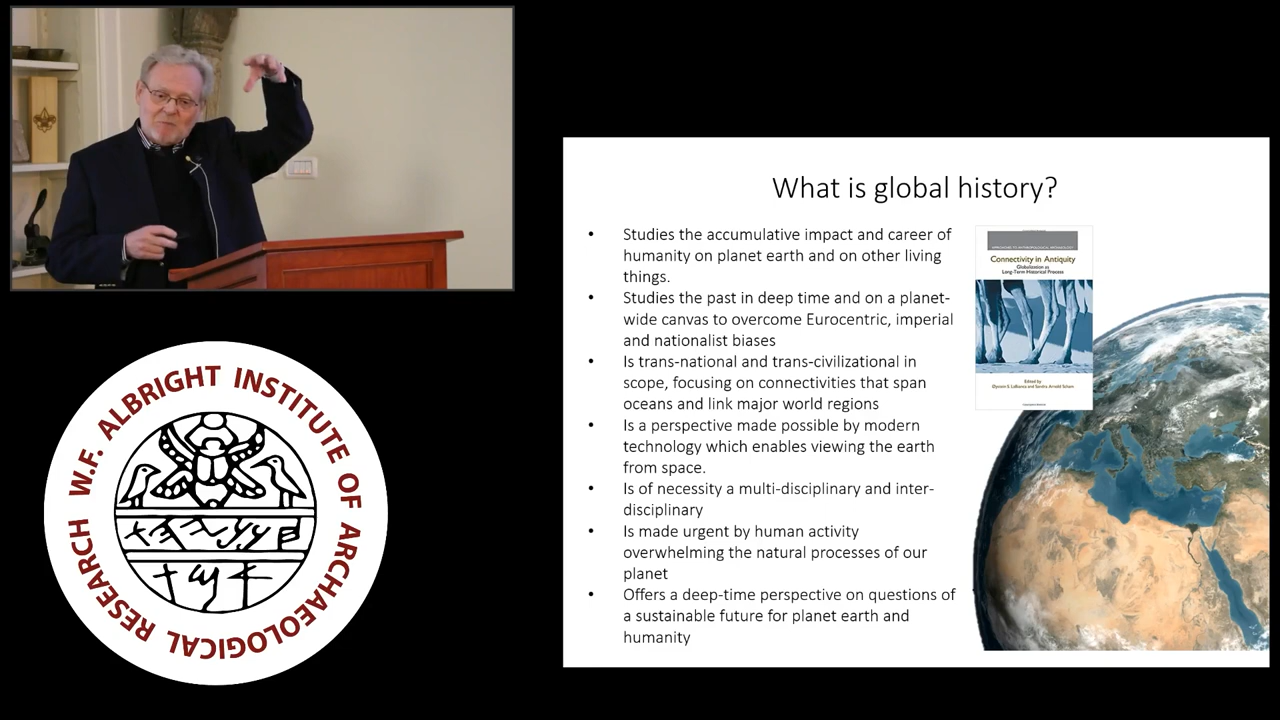 W.F. ALBRIGHT INSTITUTE OF ARCHAEOLOGICAL RESEARCH
What is global history?
• Studies the accumulative impact and career of
humanity on planet earth and on other living
things.
• Studies the past in deep time and on a planet-
wide canvas to overcome Eurocentric, imperial
and nationalist biases
• Is trans-national and trans-civilizational in
scope, focusing on connectivities that span
oceans and link major world regions
• Is a perspective made possible by modern
technology which enables viewing the earth
from space.
• Is of necessity a multi-disciplinary and inter-
disciplinary
• Is made urgent by human activity
overwhelming the natural processes of our
planet
• Offers a deep-time perspective on questions of
a sustainable future for planet earth and
humanity
APPROACHES TO ANTHROPOLOGICAL ARCHAEOLOGY
Connectivity in Antiquity
Globalization as
Long-Term Historical Process
Edited by
Øystein S. LaBianca and Sandra Arnold Scham